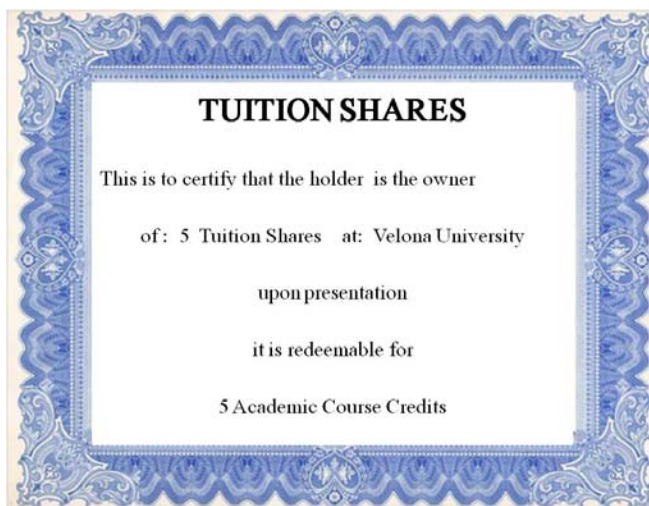 TUITION SHARES
This is to certify that the holder is the owner
of: 5 Tuition Shares at: Velona University
upon presentation
it is redeemable for
5 Academic Course Credits